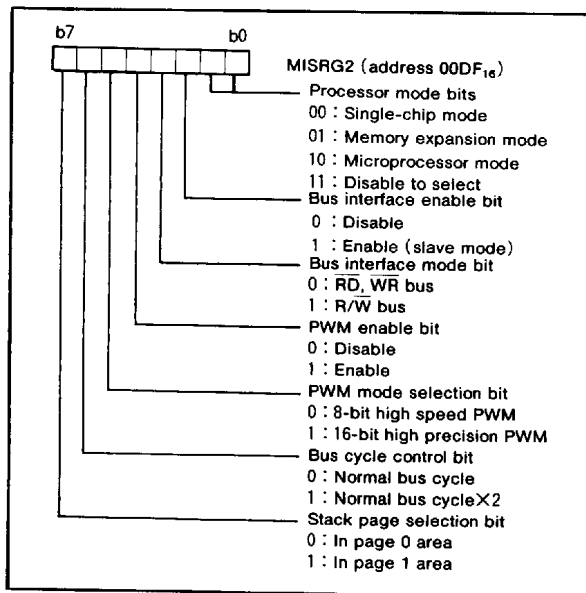 b7 b0
MISRG2 (address 00DF₁₆)
Processor mode bits
00 : Single-chip mode
01 : Memory expansion mode
10 : Microprocessor mode
11 : Disable to select
Bus interface enable bit
0 : Disable
1 : Enable (slave mode)
Bus interface mode bit
0 : R̅D̅, W̅R̅ bus
1 : R/W̅ bus
PWM enable bit
0 : Disable
1 : Enable
PWM mode selection bit
0 : 8-bit high speed PWM
1 : 16-bit high precision PWM
Bus cycle control bit
0 : Normal bus cycle
1 : Normal bus cycle×2
Stack page selection bit
0 : In page 0 area
1 : In page 1 area